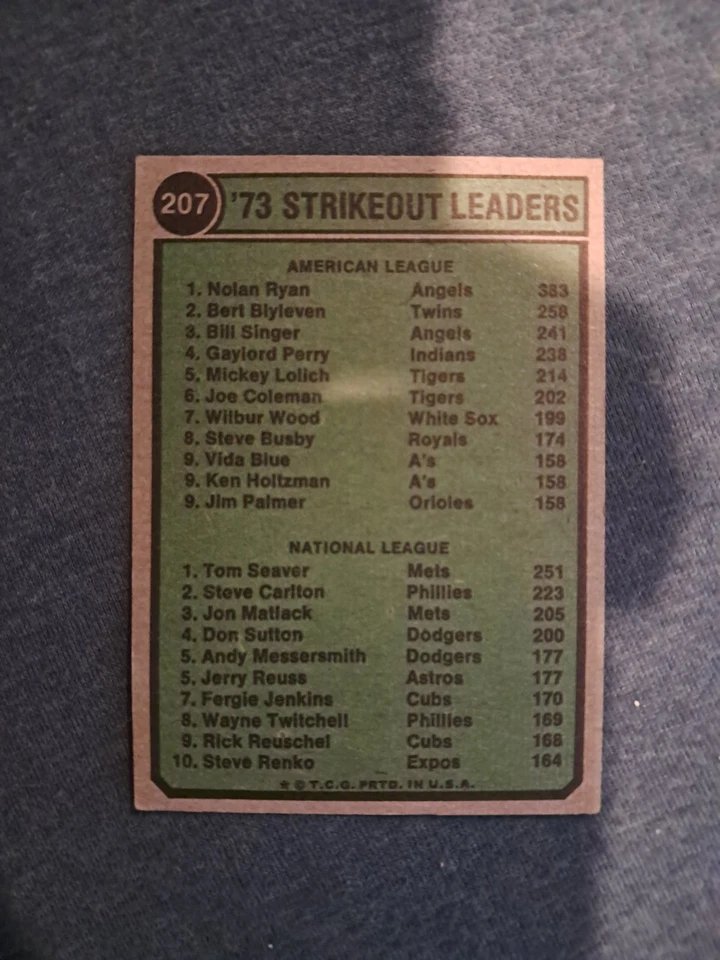 207 '73 STRIKEOUT LEADERS
AMERICAN LEAGUE
1. Nolan Ryan Angels 383
2. Bert Blyleven Twins 258
3. Bill Singer Angels 241
4. Gaylord Perry Indians 238
5. Mickey Lolich Tigers 214
6. Joe Coleman Tigers 202
7. Wilbur Wood White Sox 199
8. Steve Busby Royals 174
9. Vida Blue A's 158
9. Ken Holtzman A's 158
9. Jim Palmer Orioles 158
NATIONAL LEAGUE
1. Tom Seaver Mets 251
2. Steve Carlton Phillies 223
3. Jon Matlack Mets 205
4. Don Sutton Dodgers 200
5. Andy Messersmith Dodgers 177
5. Jerry Reuss Astros 177
7. Fergie Jenkins Cubs 170
8. Wayne Twitchell Phillies 169
9. Rick Reuschel Cubs 168
10. Steve Renko Expos 164
★ © T.C.G. PRTD. IN U.S.A.